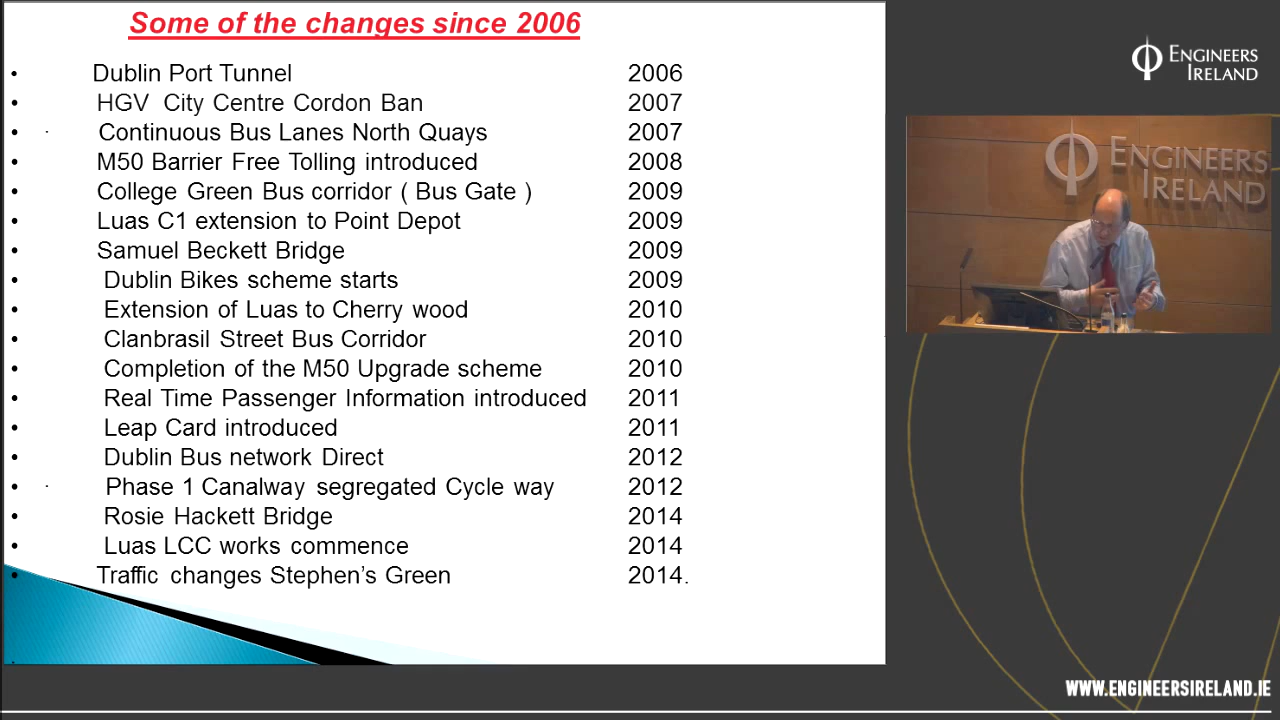 Some of the changes since 2006
• Dublin Port Tunnel 2006
• HGV City Centre Cordon Ban 2007
• · Continuous Bus Lanes North Quays 2007
• M50 Barrier Free Tolling introduced 2008
• College Green Bus corridor ( Bus Gate ) 2009
• Luas C1 extension to Point Depot 2009
• Samuel Beckett Bridge 2009
• Dublin Bikes scheme starts 2009
• Extension of Luas to Cherry wood 2010
• Clanbrasil Street Bus Corridor 2010
• Completion of the M50 Upgrade scheme 2010
• Real Time Passenger Information introduced 2011
• Leap Card introduced 2011
• Dublin Bus network Direct 2012
• · Phase 1 Canalway segregated Cycle way 2012
• Rosie Hackett Bridge 2014
• Luas LCC works commence 2014
• Traffic changes Stephen's Green 2014.
ENGINEERS
IRELAND
ENGINEERS
IRELAND
WWW.ENGINEERSIRELAND.IE